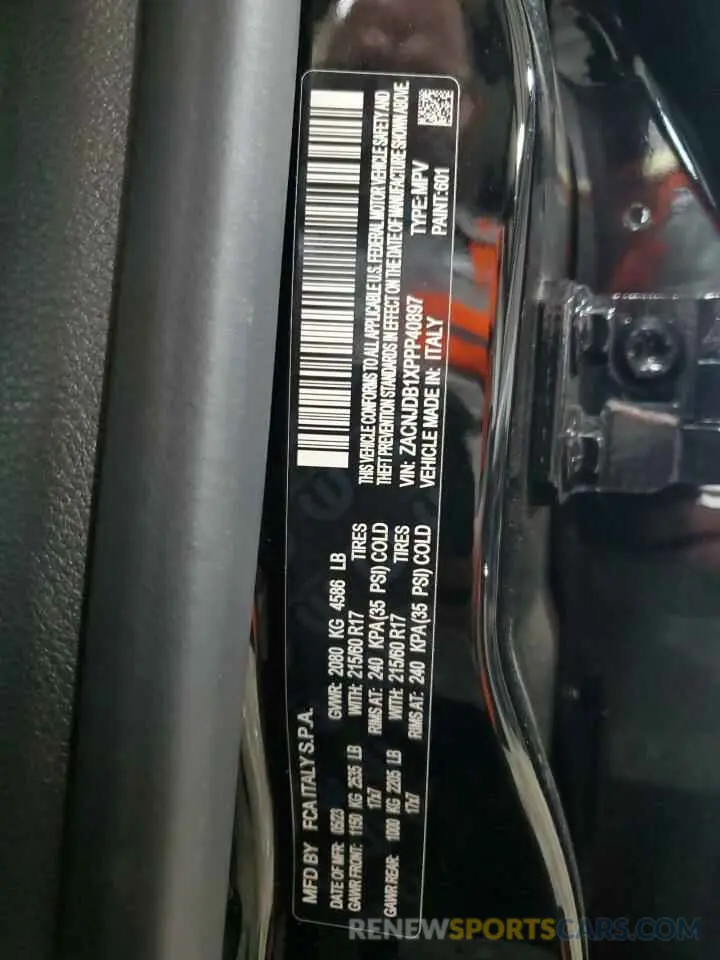 MFD BY FCA ITALY S.P.A.
DATE OF MFR: 0523 GVWR: 2080 KG 4586 LB
GAWR FRONT: 1150 KG 2535 LB WITH: 215/60 R17 TIRES
17x7 RIMS AT: 240 KPA(35 PSI) COLD
GAWR REAR: 1000 KG 2205 LB WITH: 215/60 R17 TIRES
17x7 RIMS AT: 240 KPA(35 PSI) COLD
THIS VEHICLE CONFORMS TO ALL APPLICABLE U.S. FEDERAL MOTOR VEHICLE SAFETY AND
THEFT PREVENTION STANDARDS IN EFFECT ON THE DATE OF MANUFACTURE SHOWN ABOVE.
VIN: ZACNJDB1XPPP40897 TYPE:MPV
VEHICLE MADE IN: ITALY PAINT:601
RENEWSPORTSCARS.COM